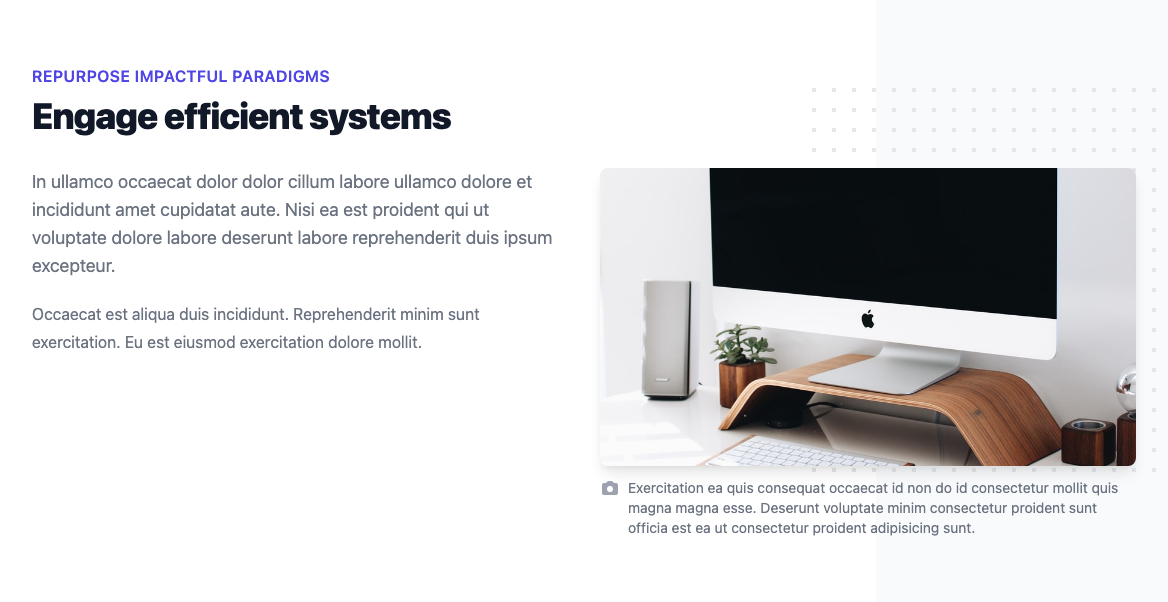 REPURPOSE IMPACTFUL PARADIGMS
Engage efficient systems
In ullamco occaecat dolor dolor cillum labore ullamco dolore et
incididunt amet cupidatat aute. Nisi ea est proident qui ut
voluptate dolore labore deserunt labore reprehenderit duis ipsum
excepteur.
Occaecat est aliqua duis incididunt. Reprehenderit minim sunt
exercitation. Eu est eiusmod exercitation dolore mollit.
Exercitation ea quis consequat occaecat id non do id consectetur mollit quis
magna magna esse. Deserunt voluptate minim consectetur proident sunt
officia est ea ut consectetur proident adipisicing sunt.